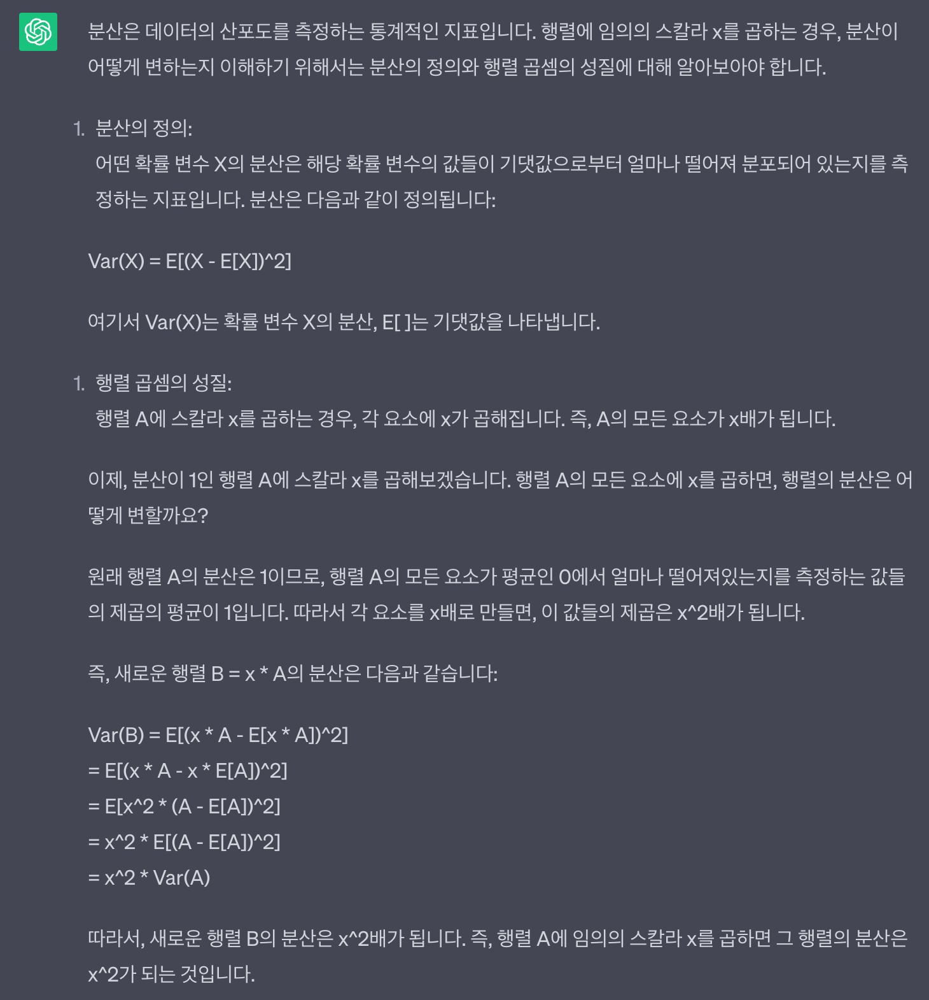 분산은 데이터의 산포도를 측정하는 통계적인 지표입니다. 행렬에 임의의 스칼라 x를 곱하는 경우, 분산이
어떻게 변하는지 이해하기 위해서는 분산의 정의와 행렬 곱셈의 성질에 대해 알아보아야 합니다.
1. 분산의 정의:
어떤 확률 변수 X의 분산은 해당 확률 변수의 값들이 기댓값으로부터 얼마나 떨어져 분포되어 있는지를 측
정하는 지표입니다. 분산은 다음과 같이 정의됩니다:
Var(X) = E[(X - E[X])^2]
여기서 Var(X)는 확률 변수 X의 분산, E[ ]는 기댓값을 나타냅니다.
1. 행렬 곱셈의 성질:
행렬 A에 스칼라 x를 곱하는 경우, 각 요소에 x가 곱해집니다. 즉, A의 모든 요소가 x배가 됩니다.
이제, 분산이 1인 행렬 A에 스칼라 x를 곱해보겠습니다. 행렬 A의 모든 요소에 x를 곱하면, 행렬의 분산은 어
떻게 변할까요?
원래 행렬 A의 분산은 1이므로, 행렬 A의 모든 요소가 평균인 0에서 얼마나 떨어져있는지를 측정하는 값들
의 제곱의 평균이 1입니다. 따라서 각 요소를 x배로 만들면, 이 값들의 제곱은 x^2배가 됩니다.
즉, 새로운 행렬 B = x * A의 분산은 다음과 같습니다:
Var(B) = E[(x * A - E[x * A])^2]
= E[(x * A - x * E[A])^2]
= E[x^2 * (A - E[A])^2]
= x^2 * E[(A - E[A])^2]
= x^2 * Var(A)
따라서, 새로운 행렬 B의 분산은 x^2배가 됩니다. 즉, 행렬 A에 임의의 스칼라 x를 곱하면 그 행렬의 분산은
x^2가 되는 것입니다.